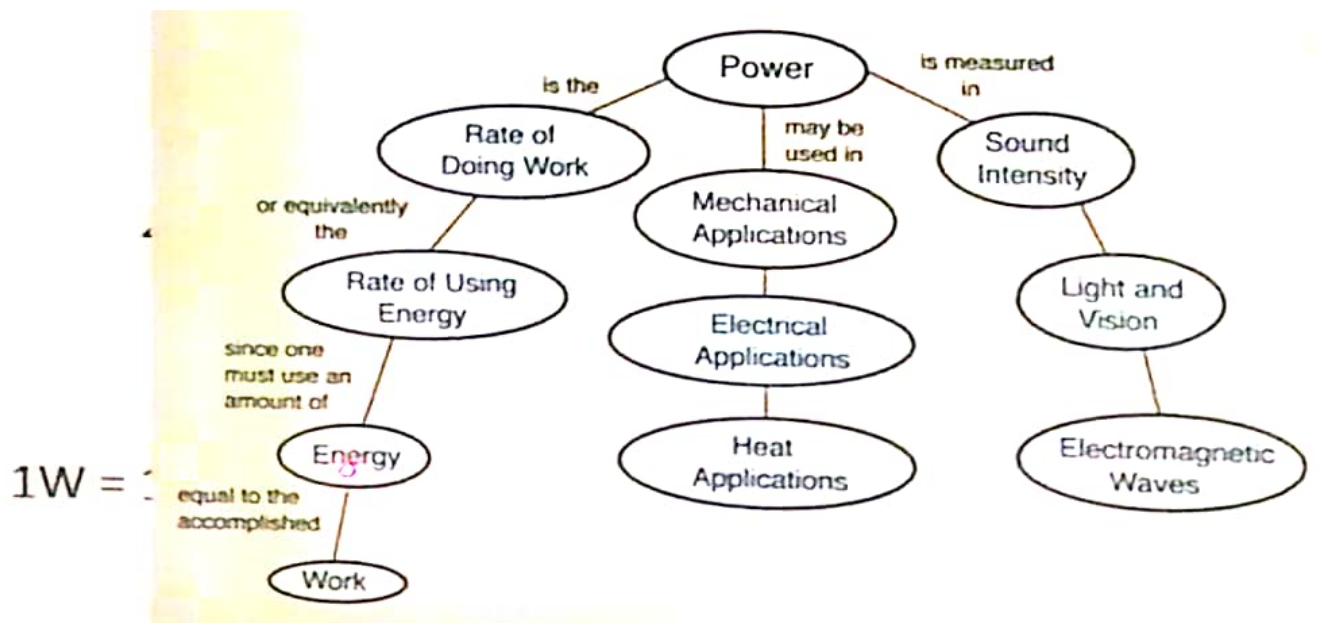 Power
is the
is measured
in
may be
used in
Rate of
Doing Work
Sound
Intensity
Mechanical
Applications
or equivalently
the
Rate of Using
Energy
Light and
Vision
Electrical
Applications
since one
must use an
amount of
Energy
Heat
Applications
Electromagnetic
Waves
1W =
equal to the
accomplished
Work